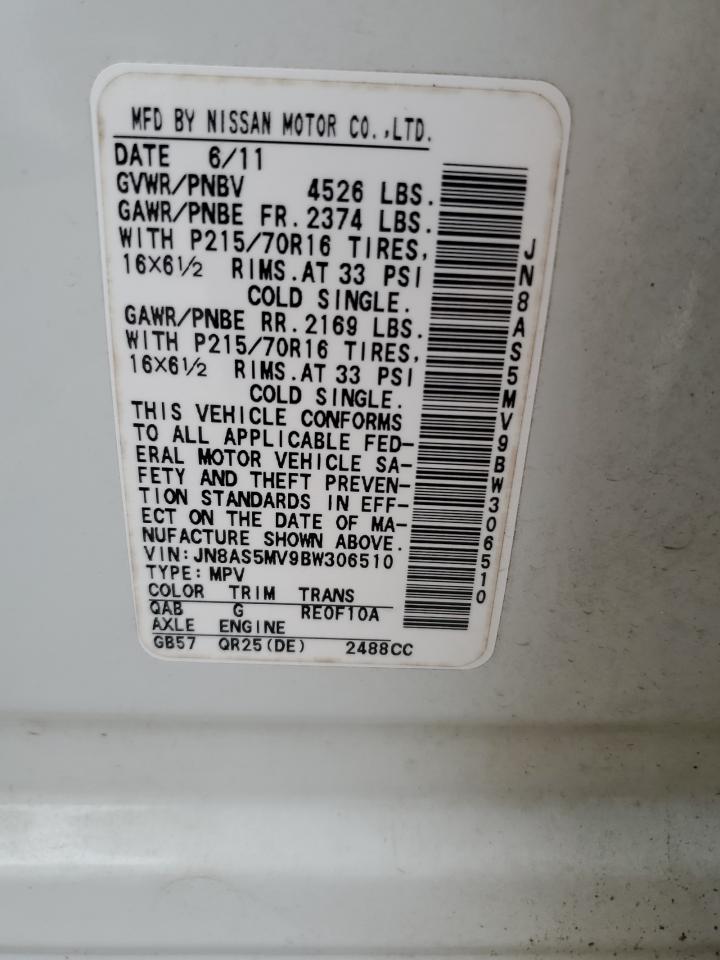 MFD BY NISSAN MOTOR CO.,LTD.
DATE 6/11
GVWR/PNBV 4526 LBS.
GAWR/PNBE FR. 2374 LBS.
WITH P215/70R16 TIRES,
16X6½ RIMS.AT 33 PSI
COLD SINGLE.
GAWR/PNBE RR. 2169 LBS.
WITH P215/70R16 TIRES,
16X6½ RIMS.AT 33 PSI
COLD SINGLE.
THIS VEHICLE CONFORMS
TO ALL APPLICABLE FED-
ERAL MOTOR VEHICLE SA-
FETY AND THEFT PREVEN-
TION STANDARDS IN EFF-
ECT ON THE DATE OF MA-
NUFACTURE SHOWN ABOVE.
VIN:JN8AS5MV9BW306510
TYPE:MPV
COLOR TRIM TRANS
QAB G RE0F10A
AXLE ENGINE
GB57 QR25(DE) 2488CC
JN8AS5MV9BW306510